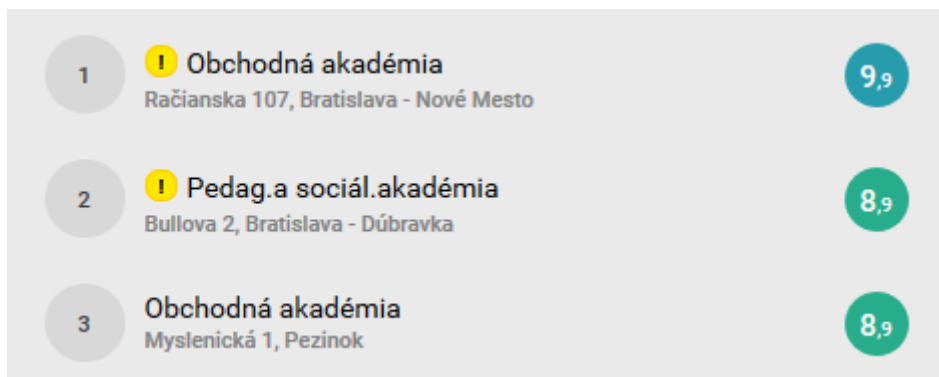 1
! Obchodná akadémia
Račianska 107, Bratislava - Nové Mesto
9,9
2
! Pedag.a sociál.akadémia
Bullova 2, Bratislava - Dúbravka
8,9
3
Obchodná akadémia
Myslenická 1, Pezinok
8,9